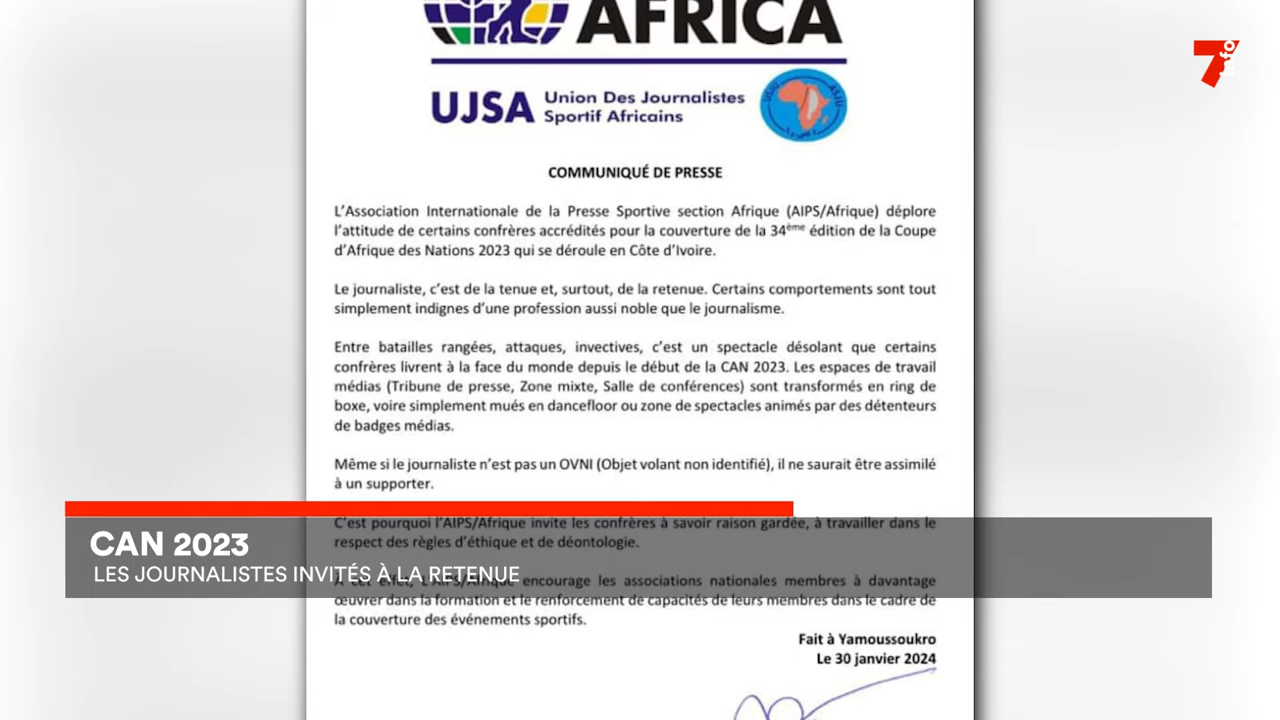 AFRICA
7info
UJSA Union Des Journalistes
Sportif Africains
COMMUNIQUÉ DE PRESSE
L’Association Internationale de la Presse Sportive section Afrique (AIPS/Afrique) déplore
l’attitude de certains confrères accrédités pour la couverture de la 34ème édition de la Coupe
d’Afrique des Nations 2023 qui se déroule en Côte d’Ivoire.
Le journaliste, c’est de la tenue et, surtout, de la retenue. Certains comportements sont tout
simplement indignes d’une profession aussi noble que le journalisme.
Entre batailles rangées, attaques, invectives, c’est un spectacle désolant que certains
confrères livrent à la face du monde depuis le début de la CAN 2023. Les espaces de travail
médias (Tribune de presse, Zone mixte, Salle de conférences) sont transformés en ring de
boxe, voire simplement mués en dancefloor ou zone de spectacles animés par des détenteurs
de badges médias.
Même si le journaliste n’est pas un OVNI (Objet volant non identifié), il ne saurait être assimilé
à un supporter.
C’est pourquoi l’AIPS/Afrique invite les confrères à savoir raison gardée, à travailler dans le
respect des règles d’éthique et de déontologie.
A cet effet, L’AIPS/Afrique encourage les associations nationales membres à davantage
œuvrer dans la formation et le renforcement de capacités de leurs membres dans le cadre de
la couverture des événements sportifs.
Fait à Yamoussoukro
Le 30 janvier 2024
CAN 2023
LES JOURNALISTES INVITÉS À LA RETENUE